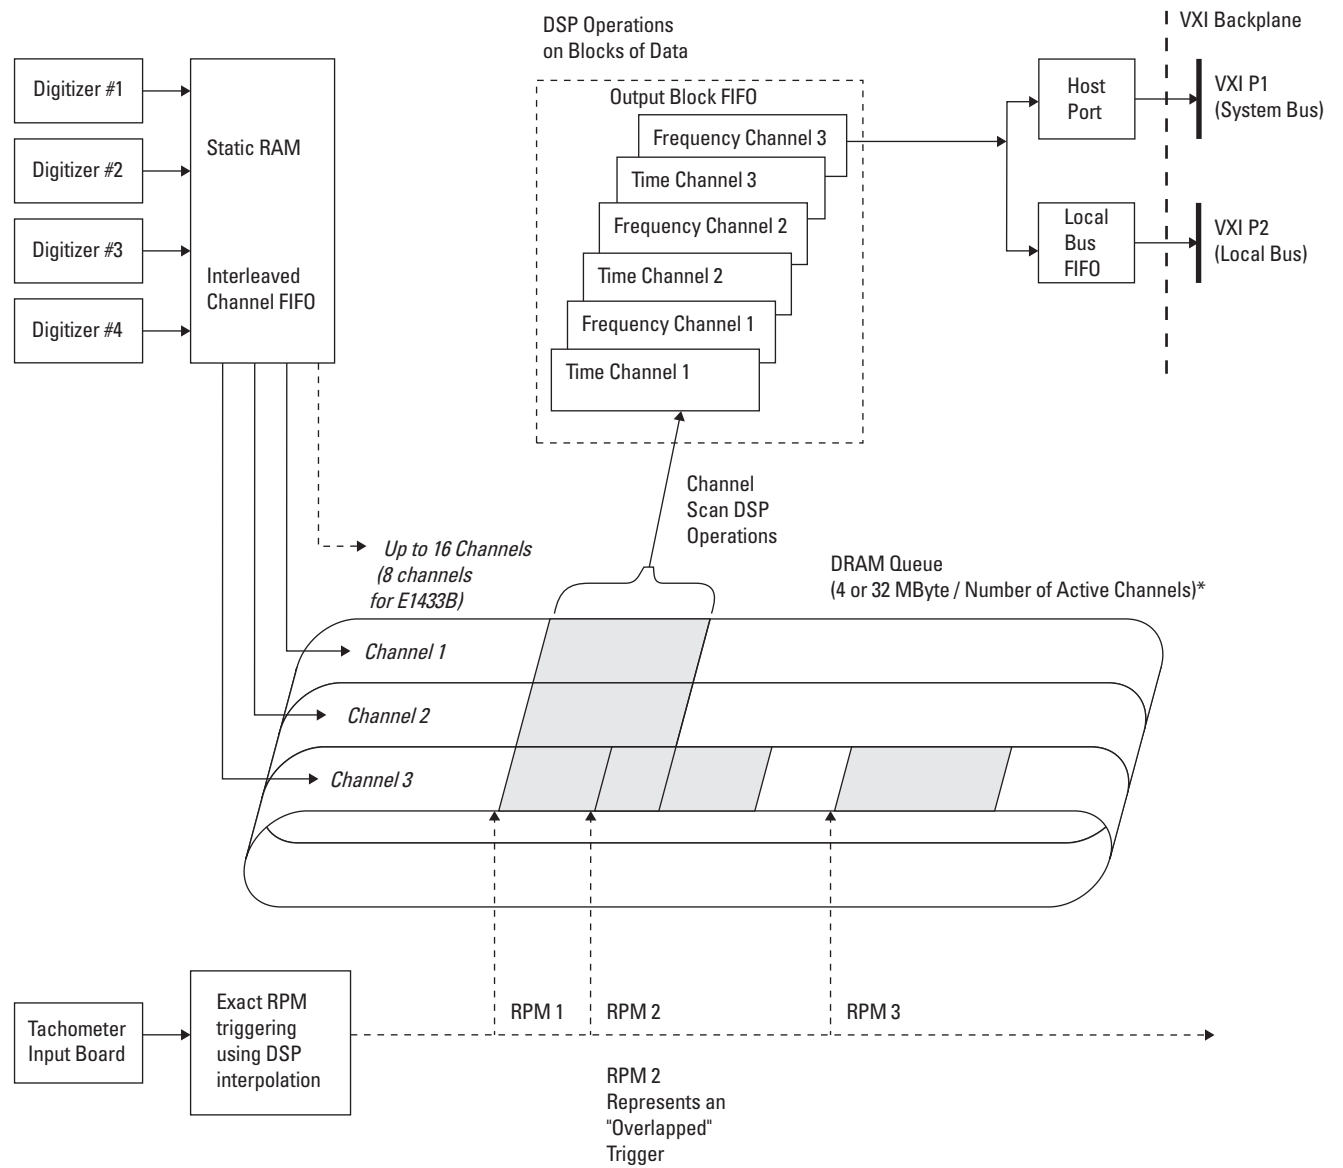 DSP Operations
on Blocks of Data
VXI Backplane
Digitizer #1
Digitizer #2
Digitizer #3
Digitizer #4
Static RAM
Interleaved
Channel FIFO
Output Block FIFO
Frequency Channel 3
Time Channel 3
Frequency Channel 2
Time Channel 2
Frequency Channel 1
Time Channel 1
Host
Port
VXI P1
(System Bus)
Local
Bus
FIFO
VXI P2
(Local Bus)
Channel
Scan DSP
Operations
Up to 16 Channels
(8 channels
for E1433B)
DRAM Queue
(4 or 32 MByte / Number of Active Channels)*
Channel 1
Channel 2
Channel 3
Tachometer
Input Board
Exact RPM
triggering
using DSP
interpolation
RPM 1
RPM 2
RPM 3
RPM 2
Represents an
"Overlapped"
Trigger